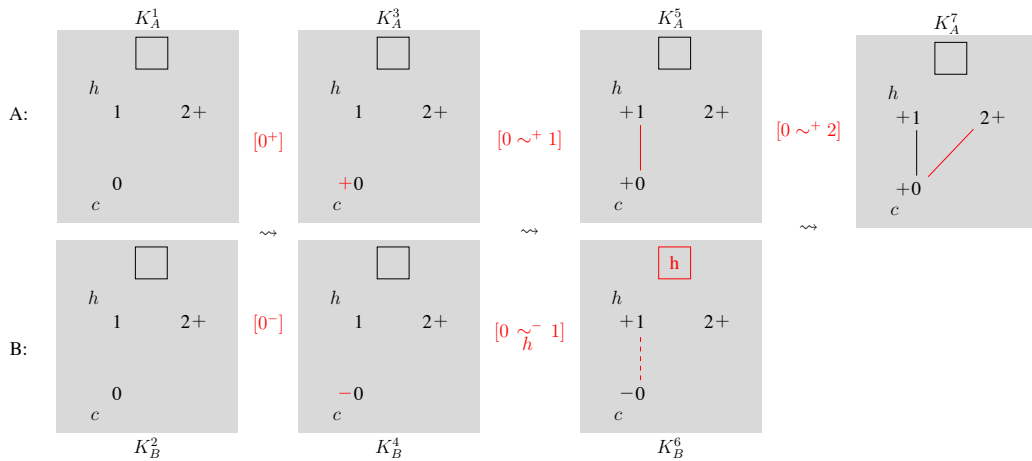 K_A^1 K_A^3 K_A^5 K_A^7
A:
h 1 2+ 0 c
[0^+]
h 1 2+ +0 c
[0 ∼^+ 1]
h +1 2+ +0 c
[0 ∼^+ 2]
h +1 2+ +0 c
⇝ ⇝ ⇝
B:
h 1 2+ 0 c
[0^-]
h 1 2+ −0 c
[0 ∼^- 1]
h
h
h +1 2+ −0 c
K_B^2 K_B^4 K_B^6